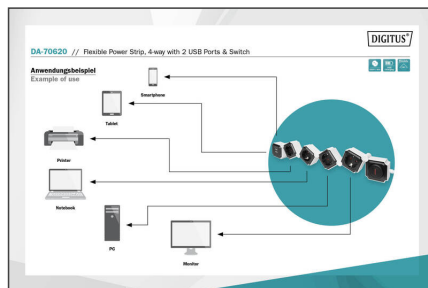 DIGITUS®
DA-70620 // Flexible Power Strip, 4-way with 2 USB Ports & Switch
Anwendungsbeispiel
Example of use
Smartphone
Tablet
Printer
Notebook
PC
Monitor